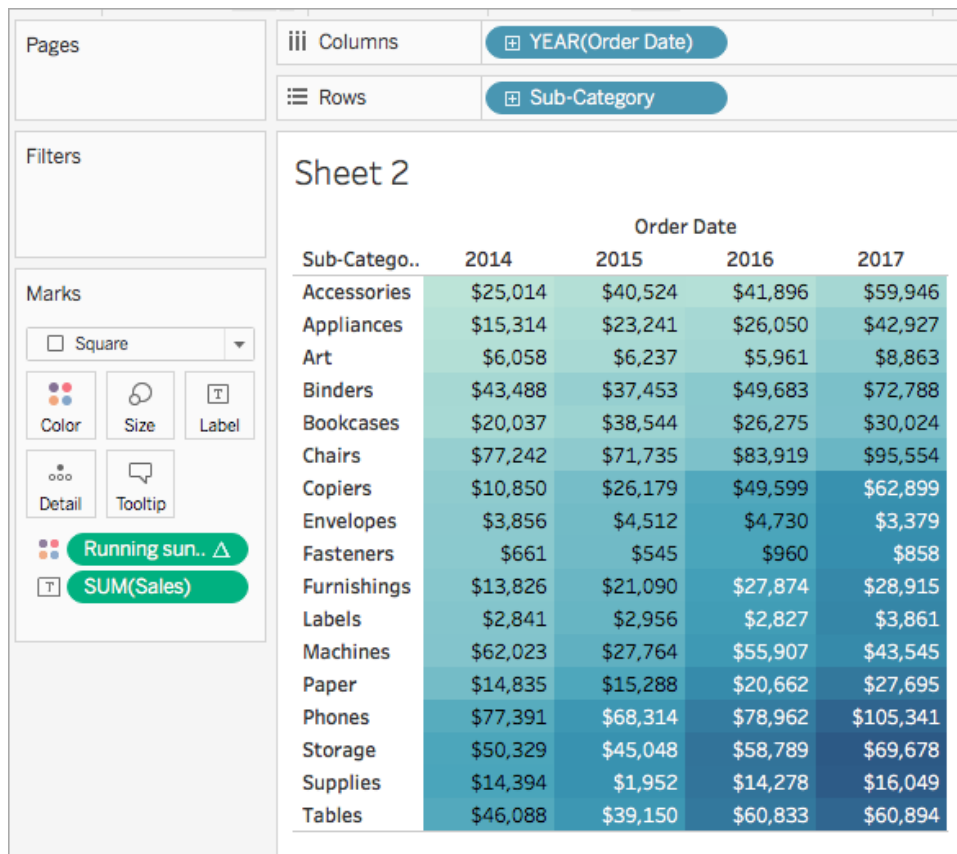 Pages
iii Columns
YEAR(Order Date)
Rows
Sub-Category
Filters
Sheet 2
Order Date
Sub-Catego.. 2014 2015 2016 2017
Accessories $25,014 $40,524 $41,896 $59,946
Appliances $15,314 $23,241 $26,050 $42,927
Art $6,058 $6,237 $5,961 $8,863
Binders $43,488 $37,453 $49,683 $72,788
Bookcases $20,037 $38,544 $26,275 $30,024
Chairs $77,242 $71,735 $83,919 $95,554
Copiers $10,850 $26,179 $49,599 $62,899
Envelopes $3,856 $4,512 $4,730 $3,379
Fasteners $661 $545 $960 $858
Furnishings $13,826 $21,090 $27,874 $28,915
Labels $2,841 $2,956 $2,827 $3,861
Machines $62,023 $27,764 $55,907 $43,545
Paper $14,835 $15,288 $20,662 $27,695
Phones $77,391 $68,314 $78,962 $105,341
Storage $50,329 $45,048 $58,789 $69,678
Supplies $14,394 $1,952 $14,278 $16,049
Tables $46,088 $39,150 $60,833 $60,894
Marks
Square
Color Size T Label
Detail Tooltip
Running sun.. Δ
T SUM(Sales)